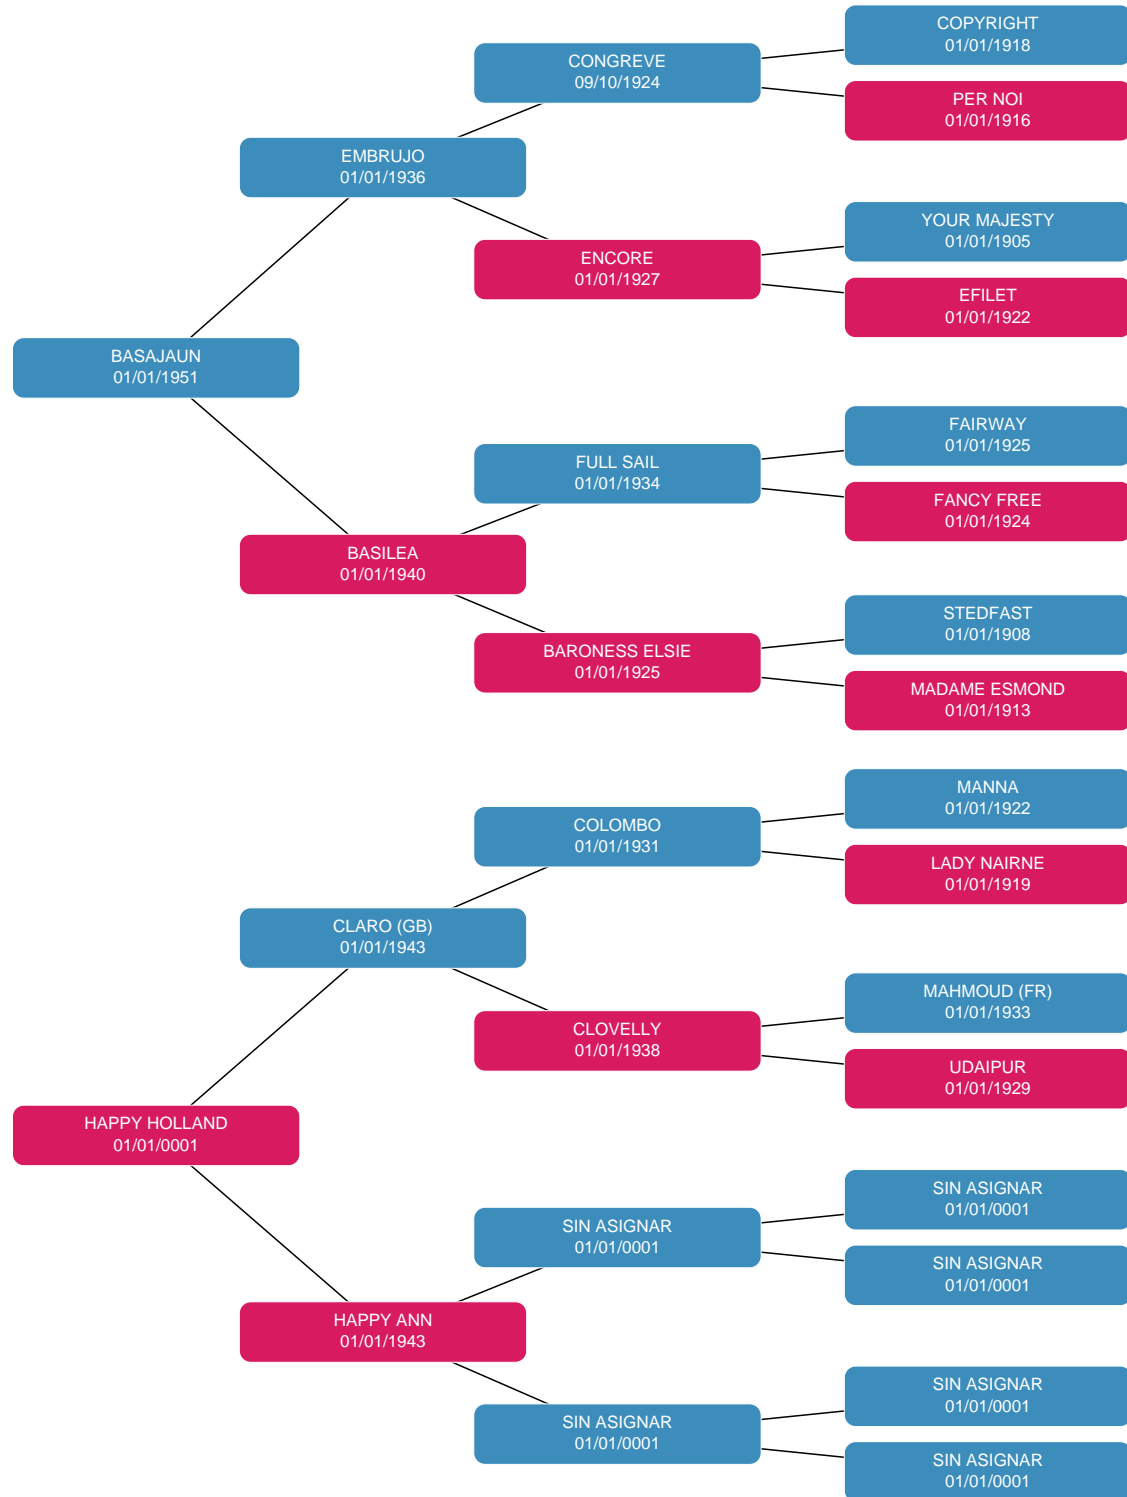 COPYRIGHT
01/01/1918
CONGREVE
09/10/1924
PER NOI
01/01/1916
EMBRUJO
01/01/1936
YOUR MAJESTY
01/01/1905
ENCORE
01/01/1927
EFILET
01/01/1922
BASAJAUN
01/01/1951
FAIRWAY
01/01/1925
FULL SAIL
01/01/1934
FANCY FREE
01/01/1924
BASILEA
01/01/1940
STEDFAST
01/01/1908
BARONESS ELSIE
01/01/1925
MADAME ESMOND
01/01/1913
MANNA
01/01/1922
COLOMBO
01/01/1931
LADY NAIRNE
01/01/1919
CLARO (GB)
01/01/1943
MAHMOUD (FR)
01/01/1933
CLOVELLY
01/01/1938
UDAIPUR
01/01/1929
HAPPY HOLLAND
01/01/0001
SIN ASIGNAR
01/01/0001
SIN ASIGNAR
01/01/0001
SIN ASIGNAR
01/01/0001
HAPPY ANN
01/01/1943
SIN ASIGNAR
01/01/0001
SIN ASIGNAR
01/01/0001
SIN ASIGNAR
01/01/0001